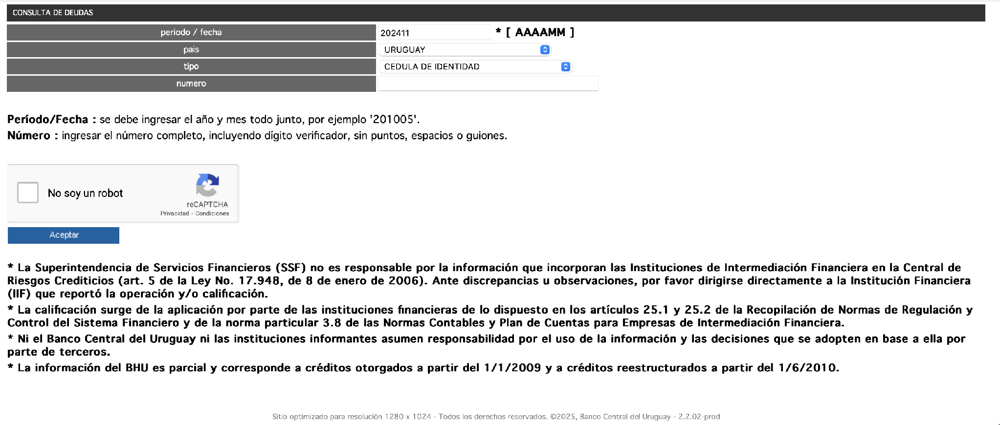 CONSULTA DE DEUDAS
periodo / fecha
202411
* [ AAAAMM ]
pais
URUGUAY
tipo
CEDULA DE IDENTIDAD
numero
Período/Fecha : se debe ingresar el año y mes todo junto, por ejemplo '201005'.
Número : ingresar el número completo, incluyendo dígito verificador, sin puntos, espacios o guiones.
No soy un robot
reCAPTCHA
Privacidad - Condiciones
Aceptar
* La Superintendencia de Servicios Financieros (SSF) no es responsable por la información que incorporan las Instituciones de Intermediación Financiera en la Central de
Riesgos Crediticios (art. 5 de la Ley No. 17.948, de 8 de enero de 2006). Ante discrepancias u observaciones, por favor dirigirse directamente a la Institución Financiera
(IIF) que reportó la operación y/o calificación.
* La calificación surge de la aplicación por parte de las instituciones financieras de lo dispuesto en los artículos 25.1 y 25.2 de la Recopilación de Normas de Regulación y
Control del Sistema Financiero y de la norma particular 3.8 de las Normas Contables y Plan de Cuentas para Empresas de Intermediación Financiera.
* Ni el Banco Central del Uruguay ni las instituciones informantes asumen responsabilidad por el uso de la información y las decisiones que se adopten en base a ella por
parte de terceros.
* La información del BHU es parcial y corresponde a créditos otorgados a partir del 1/1/2009 y a créditos reestructurados a partir del 1/6/2010.
Sitio optimizado para resolución 1280 x 1024 - Todos los derechos reservados. ©2025, Banco Central del Uruguay - 2.2.02-prod